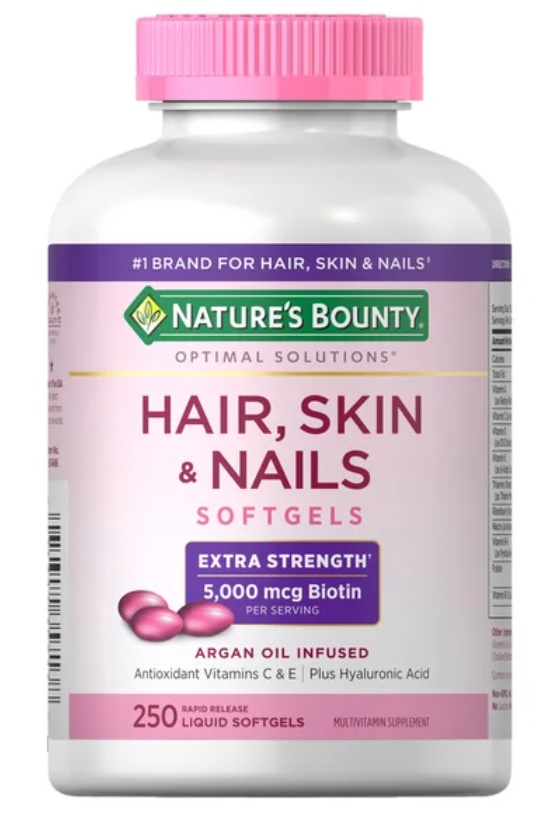 #1 BRAND FOR HAIR, SKIN & NAILS◊
NATURE'S BOUNTY®
OPTIMAL SOLUTIONS®
HAIR, SKIN
& NAILS
SOFTGELS
EXTRA STRENGTH†
5,000 mcg Biotin
PER SERVING
ARGAN OIL INFUSED
Antioxidant Vitamins C & E | Plus Hyaluronic Acid
250 RAPID RELEASE
LIQUID SOFTGELS
MULTIVITAMIN SUPPLEMENT